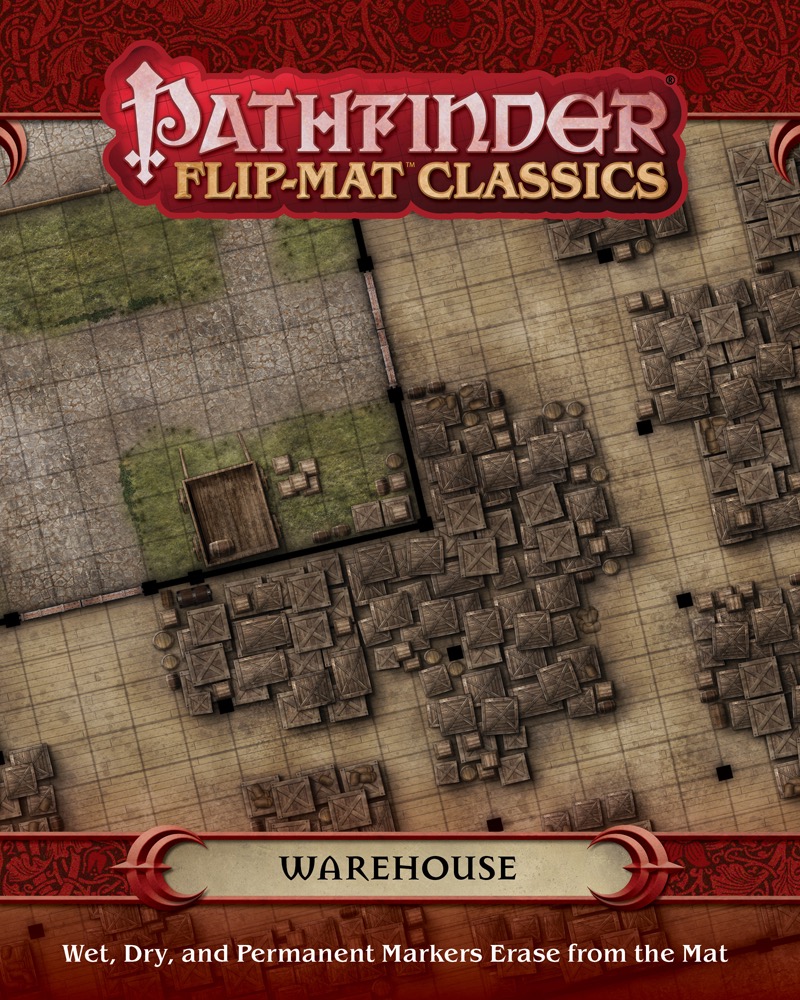 PATHFINDER®
FLIP-MAT™ CLASSICS
WAREHOUSE
Wet, Dry, and Permanent Markers Erase from the Mat